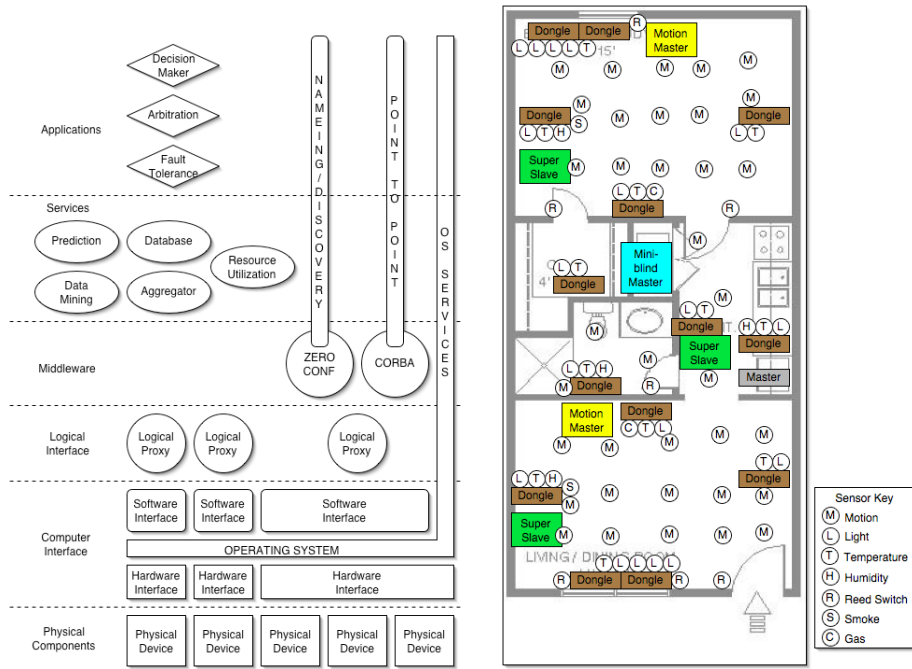 Decision
Maker
Arbitration
Applications
Fault
Tolerance
NAMEING/DISCOVERY
POINT TO POINT
OS SERVICES
Services
Prediction
Database
Resource
Utilization
Data
Mining
Aggregator
Middleware
ZERO
CONF
CORBA
Logical
Interface
Logical
Proxy
Logical
Proxy
Logical
Proxy
Computer
Interface
Software
Interface
Software
Interface
Software
Interface
OPERATING SYSTEM
Hardware
Interface
Hardware
Interface
Hardware
Interface
Physical
Components
Physical
Device
Physical
Device
Physical
Device
Physical
Device
Physical
Device
R
Dongle Dongle
Motion
Master
15'
L L L L T
M M M M M
M M
Dongle Dongle
S M M M
L T H L T
Super
Slave
M M M M M
L T C
Dongle
R R
M
Mini-
blind
Master
L T
4'
Dongle
M
L T
Dongle
H T L
Dongle
M
Super
Slave
M
L T H
M
Master
Dongle
M R
Motion
Master
Dongle
C T L
M M M M M
T L
Dongle
L T H
S
Dongle
M M M M M
Super
Slave
M M M M M
LIVING / DINING ROOM
T L L L L
R Dongle Dongle R R
Sensor Key
M Motion
L Light
T Temperature
H Humidity
R Reed Switch
S Smoke
C Gas